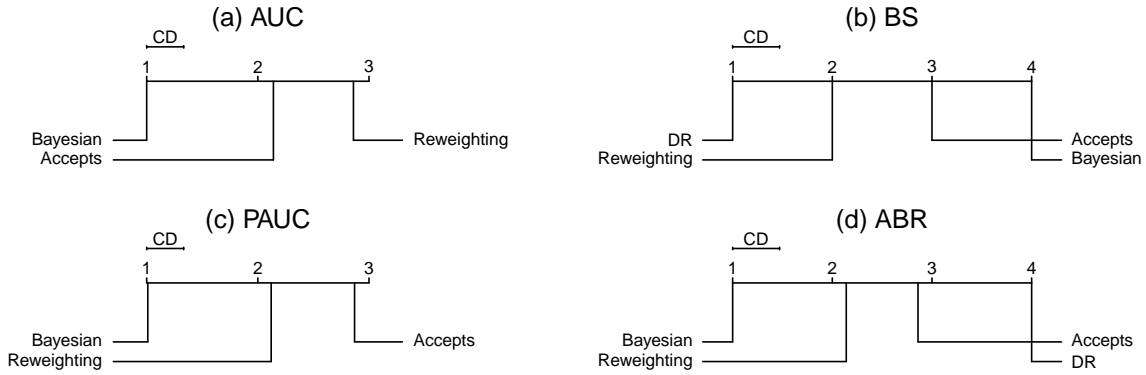 (a) AUC
CD
1 2 3
Bayesian
Accepts
Reweighting
(b) BS
CD
1 2 3 4
DR
Reweighting
Accepts
Bayesian
(c) PAUC
CD
1 2 3
Bayesian
Reweighting
Accepts
(d) ABR
CD
1 2 3 4
Bayesian
Reweighting
Accepts
DR